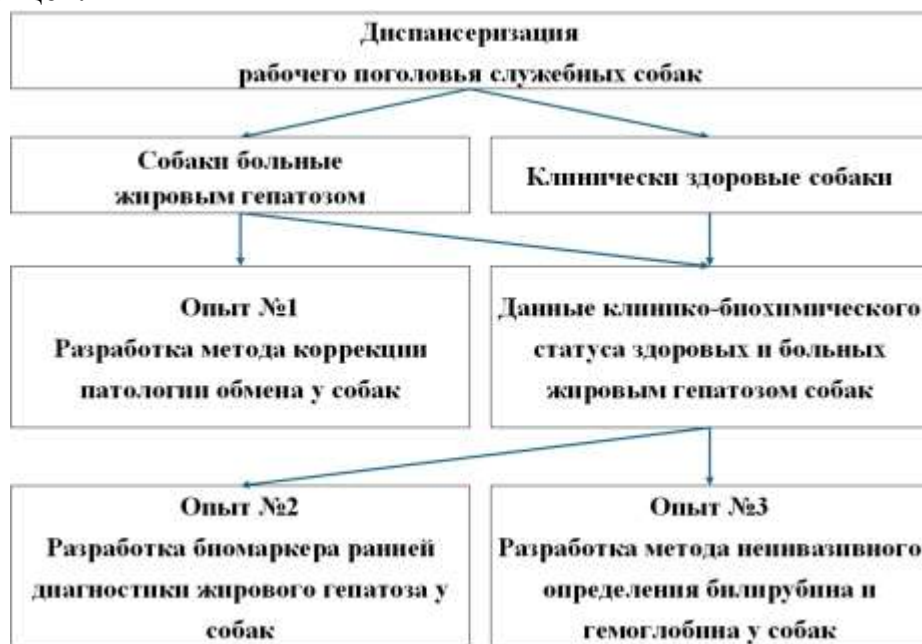 Диспансеризация
рабочего поголовья служебных собак
Собаки больные
жировым гепатозом
Клинически здоровые собаки
Опыт №1
Разработка метода коррекции
патологии обмена у собак
Данные клинико-биохимического
статуса здоровых и больных
жировым гепатозом собак
Опыт №2
Разработка биомаркера ранней
диагностики жирового гепатоза у
собак
Опыт №3
Разработка метода неинвазивного
определения билирубина и
гемоглобина у собак